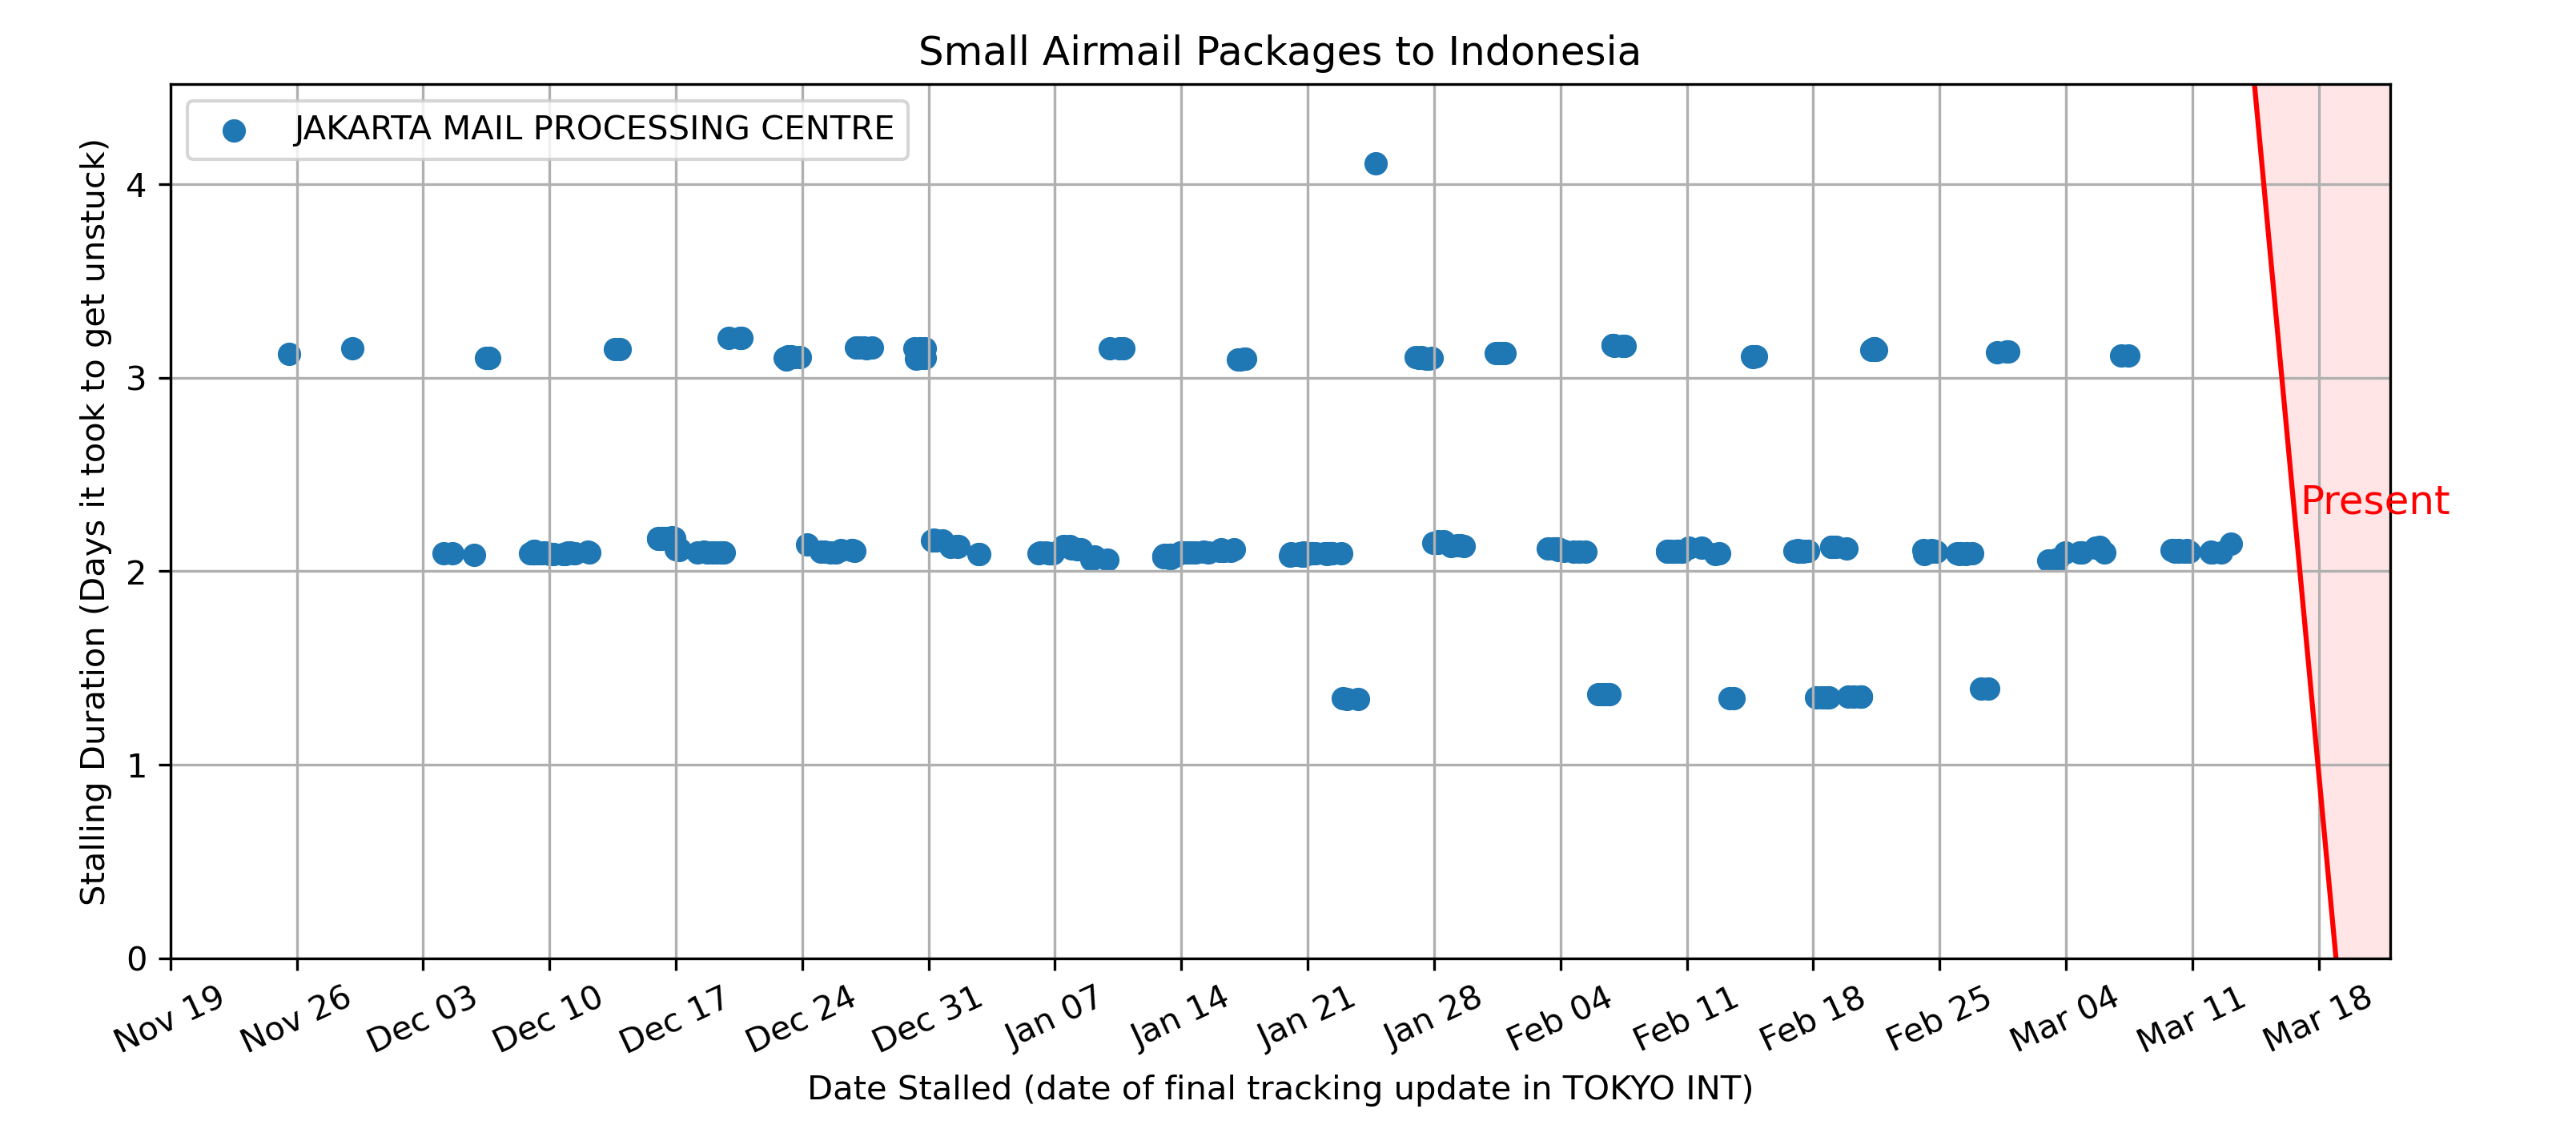 Small Airmail Packages to Indonesia
JAKARTA MAIL PROCESSING CENTRE
Stalling Duration (Days it took to get unstuck)
4
3
2
1
0
Present
Nov 19
Nov 26
Dec 03
Dec 10
Dec 17
Dec 24
Dec 31
Jan 07
Jan 14
Jan 21
Jan 28
Feb 04
Feb 11
Feb 18
Feb 25
Mar 04
Mar 11
Mar 18
Date Stalled (date of final tracking update in TOKYO INT)